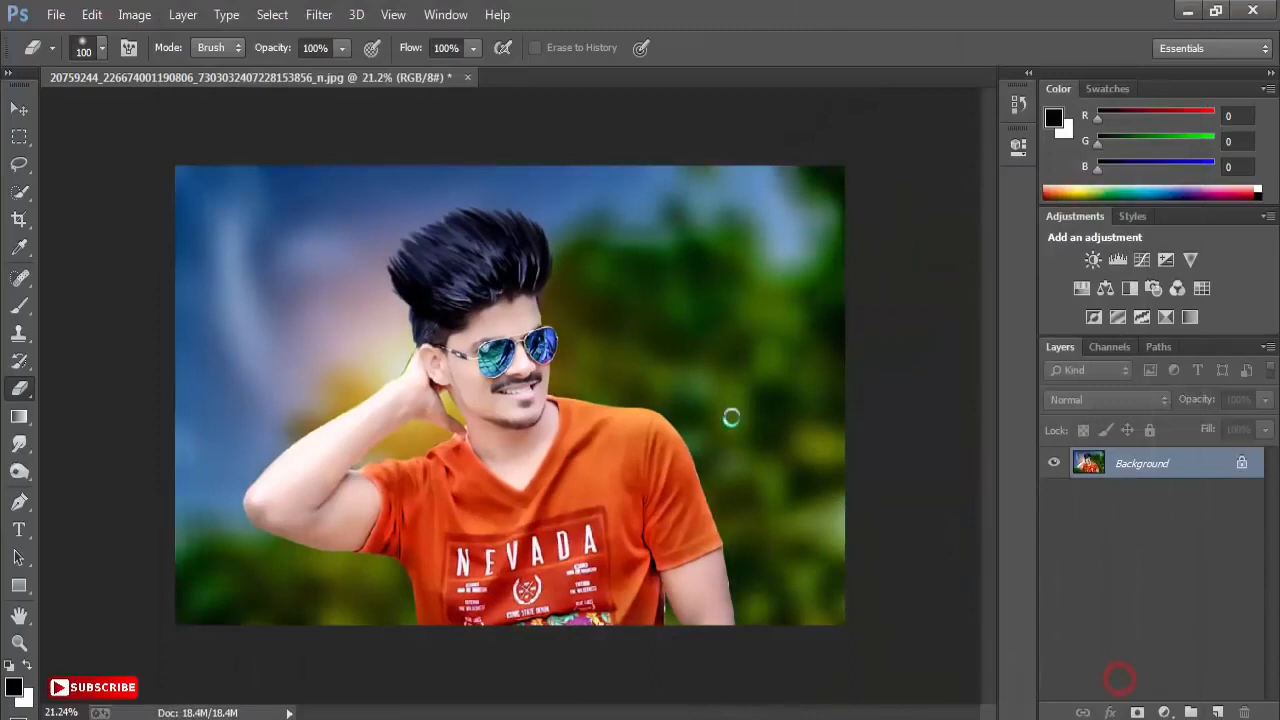 Ps File Edit Image Layer Type Select Filter 3D View Window Help
100 Mode: Brush Opacity: 100% Flow: 100% Erase to History Essentials
20759244_226674001190806_7303032407228153856_n.jpg @ 21.2% (RGB/8#) * ×
Color Swatches
R 0
G 0
B 0
Adjustments Styles
Add an adjustment
Layers Channels Paths
Kind
Normal Opacity: 100%
Lock: Fill: 100%
Background
NEVADA
SUBSCRIBE
21.24% Doc: 18.4M/18.4M